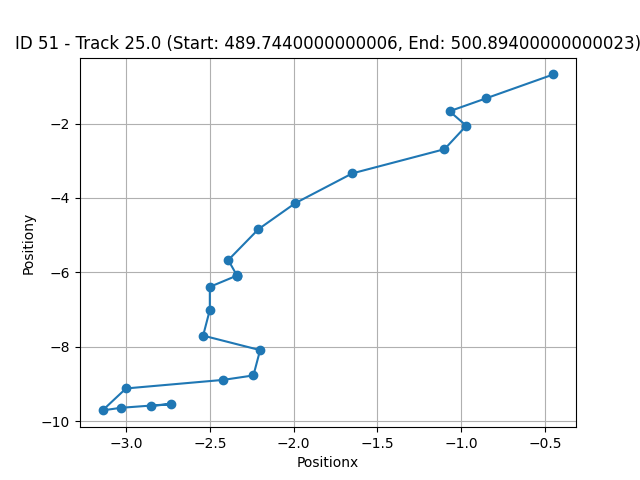 ID 51 - Track 25.0 (Start: 489.7440000000006, End: 500.89400000000023)
Positiony
−2
−4
−6
−8
−10
−3.0 −2.5 −2.0 −1.5 −1.0 −0.5
Positionx